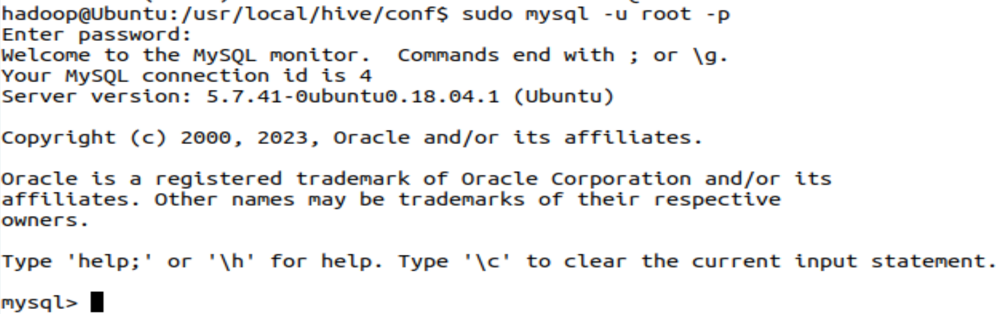 hadoop@Ubuntu:/usr/local/hive/conf$ sudo mysql -u root -p
Enter password:
Welcome to the MySQL monitor.  Commands end with ; or \g.
Your MySQL connection id is 4
Server version: 5.7.41-0ubuntu0.18.04.1 (Ubuntu)
Copyright (c) 2000, 2023, Oracle and/or its affiliates.
Oracle is a registered trademark of Oracle Corporation and/or its
affiliates. Other names may be trademarks of their respective
owners.
Type 'help;' or '\h' for help. Type '\c' to clear the current input statement.
mysql>